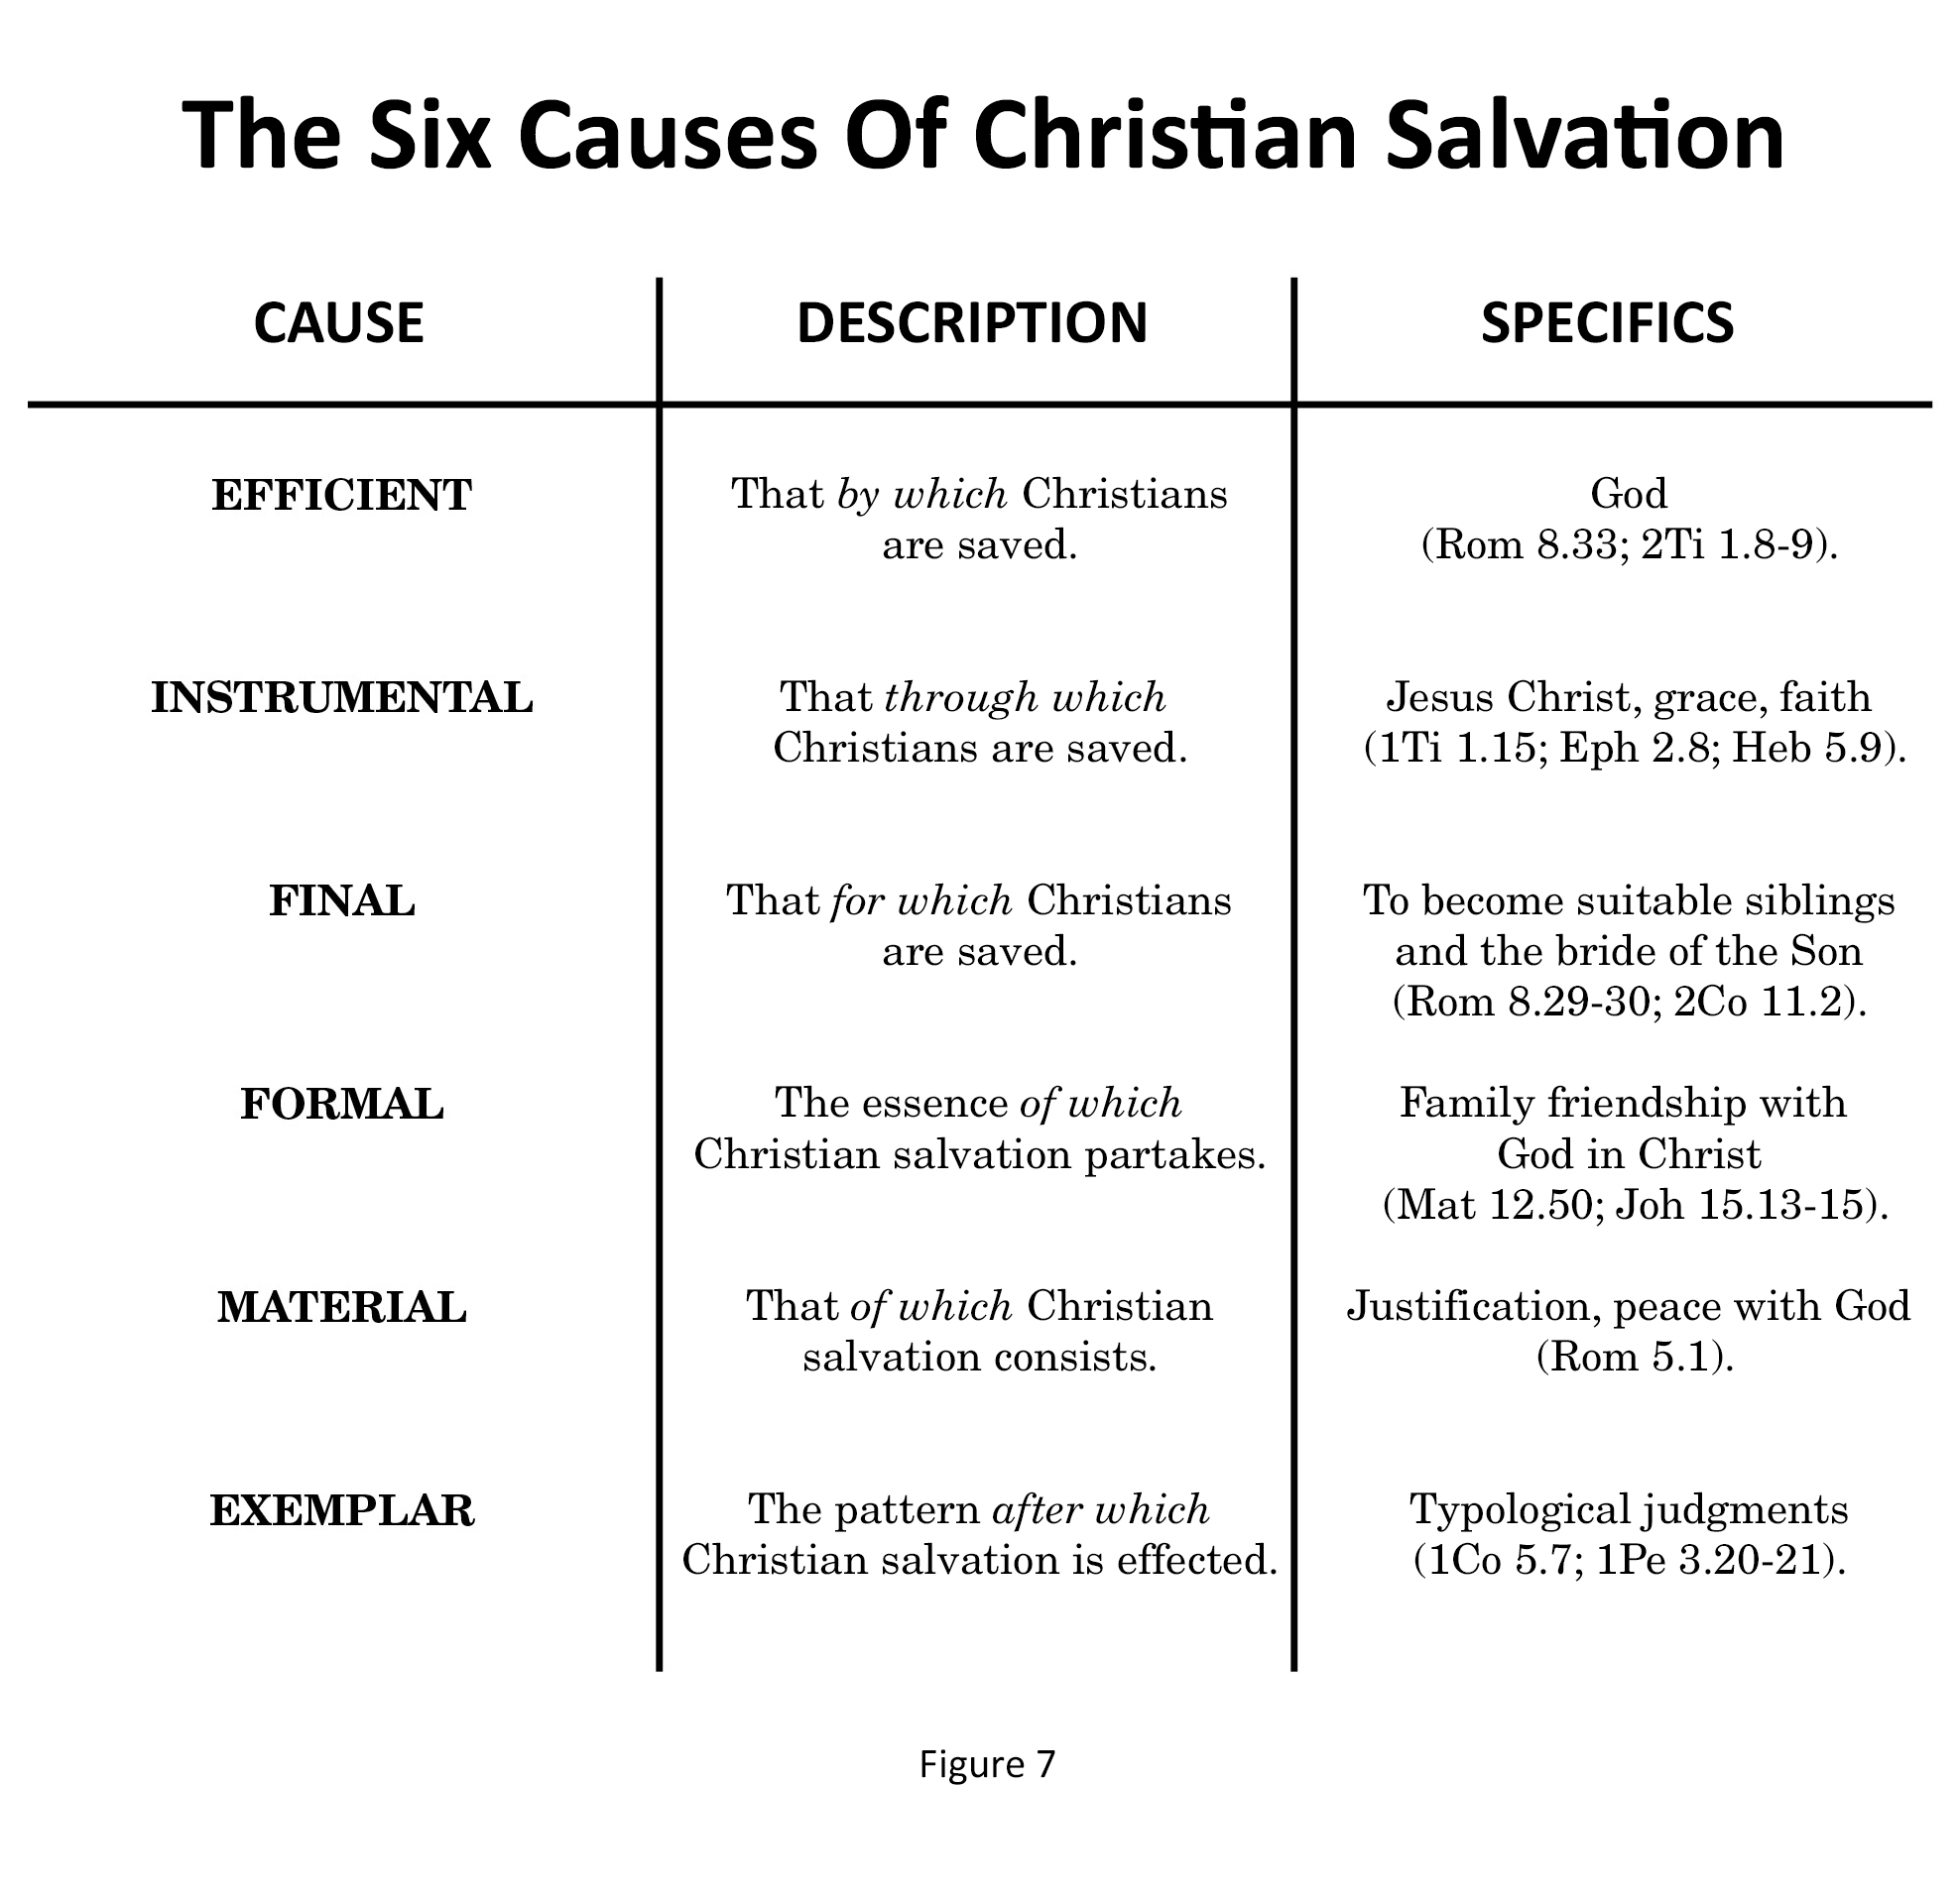 The Six Causes Of Christian Salvation
CAUSE DESCRIPTION SPECIFICS
EFFICIENT That by which Christians God
are saved. (Rom 8.33; 2Ti 1.8-9).
INSTRUMENTAL That through which Jesus Christ, grace, faith
Christians are saved. (1Ti 1.15; Eph 2.8; Heb 5.9).
FINAL That for which Christians To become suitable siblings
are saved. and the bride of the Son
(Rom 8.29-30; 2Co 11.2).
FORMAL The essence of which Family friendship with
Christian salvation partakes. God in Christ
(Mat 12.50; Joh 15.13-15).
MATERIAL That of which Christian Justification, peace with God
salvation consists. (Rom 5.1).
EXEMPLAR The pattern after which Typological judgments
Christian salvation is effected. (1Co 5.7; 1Pe 3.20-21).
Figure 7